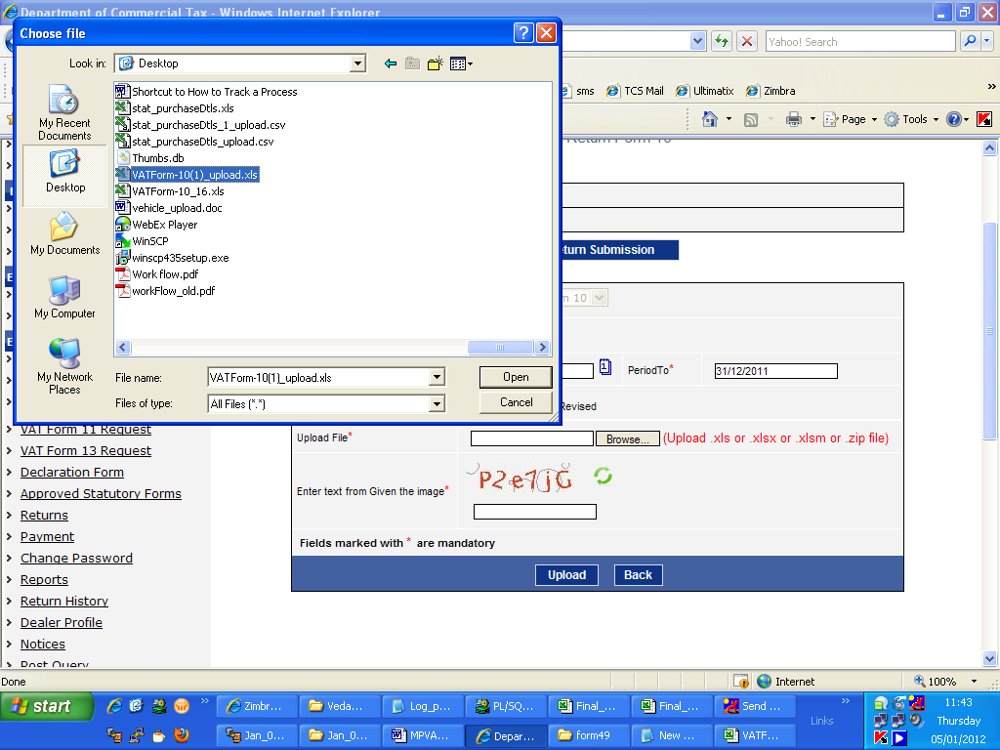 Department of Commercial Tax - Windows Internet Explorer
Choose file
Look in:
Desktop
My Recent
Documents
Desktop
My Documents
My Computer
My Network
Places
Shortcut to How to Track a Process
stat_purchaseDtls.xls
stat_purchaseDtls_1_upload.csv
stat_purchaseDtls_upload.csv
Thumbs.db
VATForm-10(1)_upload.xls
VATForm-10_16.xls
vehicle_upload.doc
WebEx Player
WinSCP
winscp435setup.exe
Work flow.pdf
workFlow_old.pdf
File name:
VATForm-10(1)_upload.xls
Open
Files of type:
All Files (*.*)
Cancel
Yahoo! Search
sms
TCS Mail
Ultimatix
Zimbra
Page
Tools
Return Form 10
turn Submission
m 10
PeriodTo*
31/12/2011
Revised
Upload File*
Browse...
(Upload .xls or .xlsx or .xlsm or .zip file)
Enter text from Given the image*
P2e7jG
Fields marked with * are mandatory
Upload
Back
VAT Form 11 Request
VAT Form 13 Request
Declaration Form
Approved Statutory Forms
Returns
Payment
Change Password
Reports
Return History
Dealer Profile
Notices
Post Query
Done
Internet
100%
start
Zimbr...
Veda...
Log_p...
PL/SQ...
Final_...
Final_...
Send ...
Jan_0...
Jan_0...
MPVA...
Depar...
form49
New ...
VATF...
Links
11:43
Thursday
05/01/2012